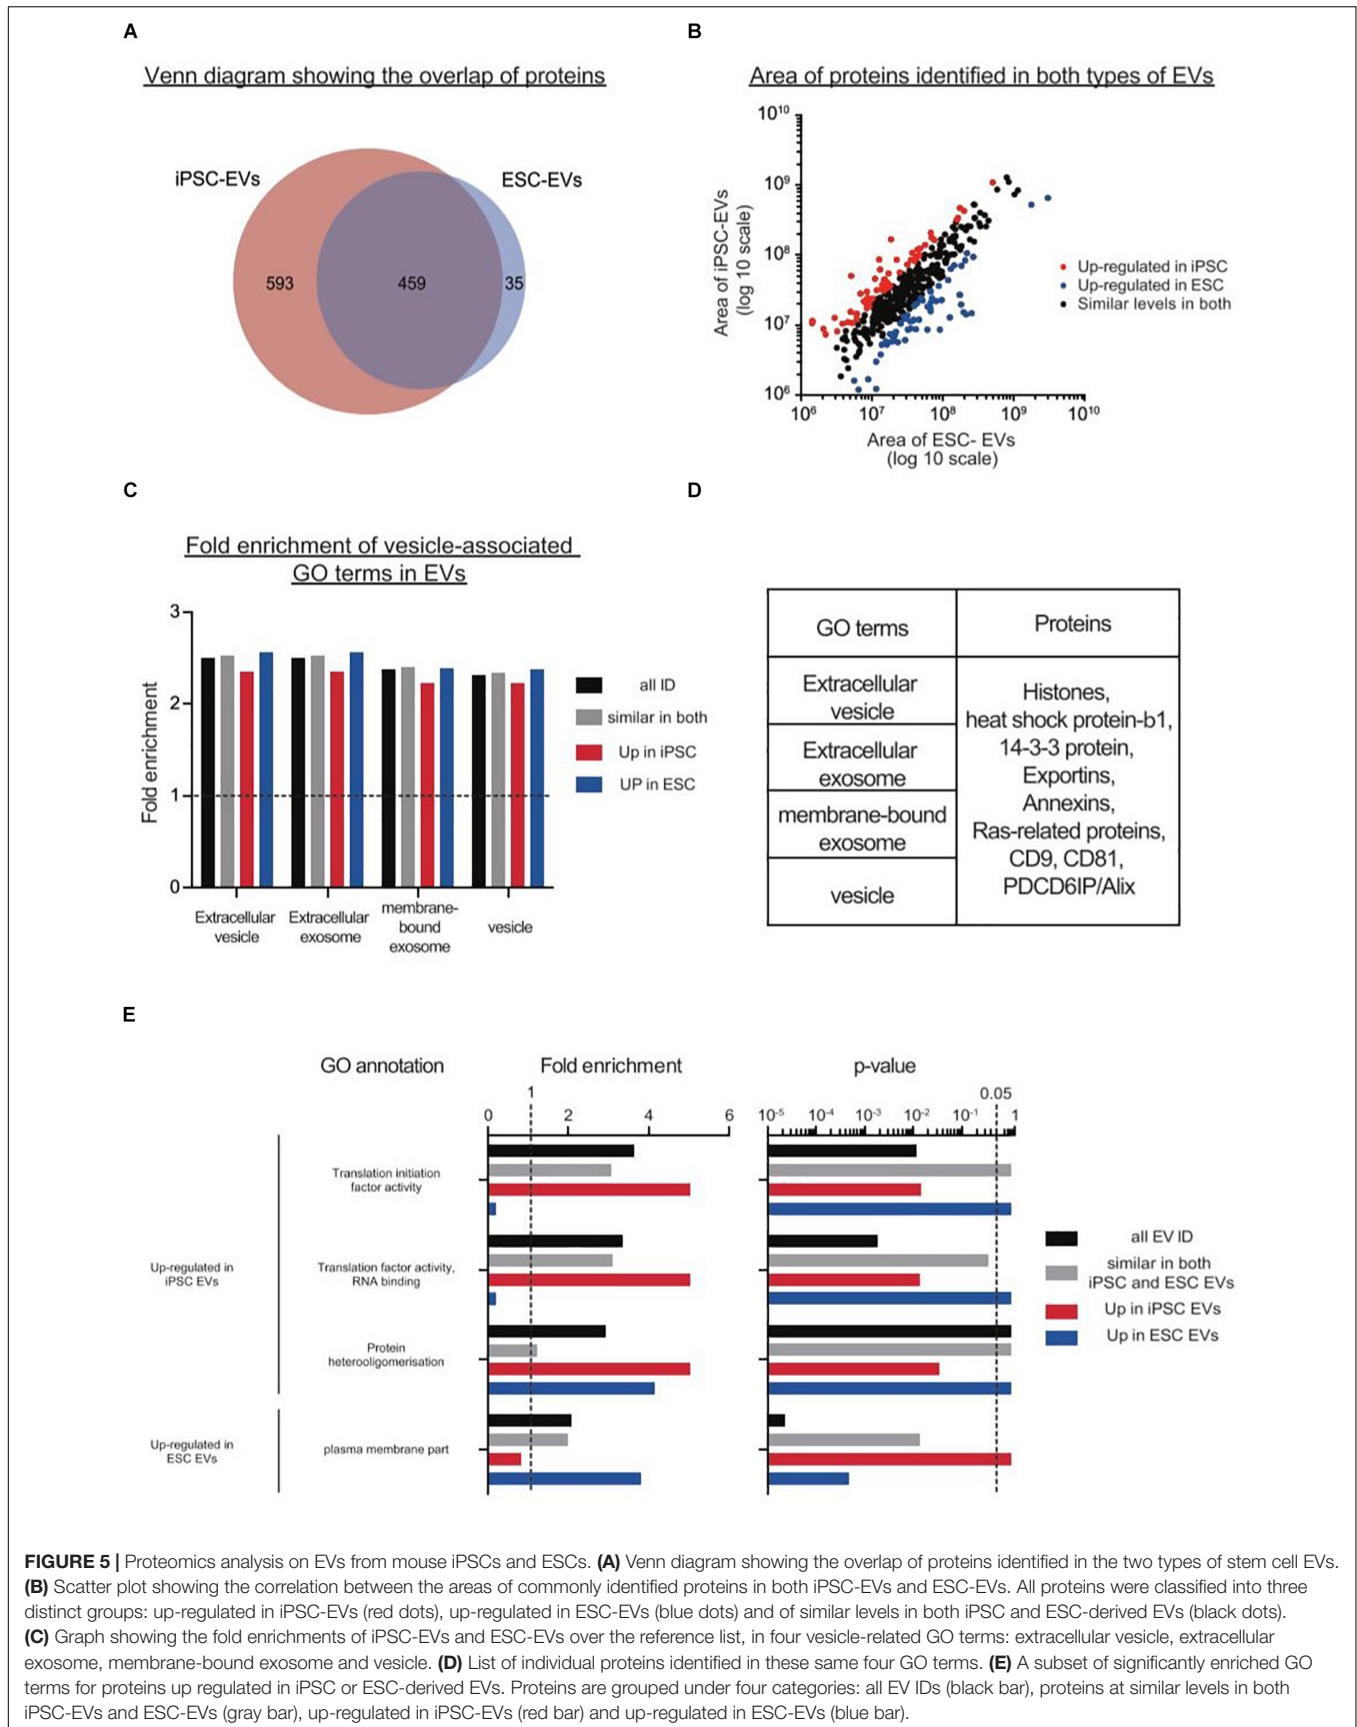 A
Venn diagram showing the overlap of proteins
iPSC-EVs
ESC-EVs
593
459
35
B
Area of proteins identified in both types of EVs
10¹⁰
10⁹
10⁸
10⁷
10⁶
Area of iPSC-EVs
(log 10 scale)
10⁶ 10⁷ 10⁸ 10⁹ 10¹⁰
Area of ESC- EVs
(log 10 scale)
Up-regulated in iPSC
Up-regulated in ESC
Similar levels in both
C
Fold enrichment of vesicle-associated
GO terms in EVs
3
2
1
0
Fold enrichment
Extracellular
vesicle
Extracellular
exosome
membrane-
bound
exosome
vesicle
all ID
similar in both
Up in iPSC
UP in ESC
D
GO terms
Proteins
Extracellular
vesicle
Extracellular
exosome
membrane-bound
exosome
vesicle
Histones,
heat shock protein-b1,
14-3-3 protein,
Exportins,
Annexins,
Ras-related proteins,
CD9, CD81,
PDCD6IP/Alix
E
GO annotation
Fold enrichment
p-value
1
0 2 4 6
0.05
10⁻⁵ 10⁻⁴ 10⁻³ 10⁻² 10⁻¹ 1
Up-regulated in
iPSC EVs
Translation initiation
factor activity
Translation factor activity,
RNA binding
Protein
heterooligomerisation
Up-regulated in
ESC EVs
plasma membrane part
all EV ID
similar in both
iPSC and ESC EVs
Up in iPSC EVs
Up in ESC EVs
FIGURE 5 | Proteomics analysis on EVs from mouse iPSCs and ESCs. (A) Venn diagram showing the overlap of proteins identified in the two types of stem cell EVs.
(B) Scatter plot showing the correlation between the areas of commonly identified proteins in both iPSC-EVs and ESC-EVs. All proteins were classified into three
distinct groups: up-regulated in iPSC-EVs (red dots), up-regulated in ESC-EVs (blue dots) and of similar levels in both iPSC and ESC-derived EVs (black dots).
(C) Graph showing the fold enrichments of iPSC-EVs and ESC-EVs over the reference list, in four vesicle-related GO terms: extracellular vesicle, extracellular
exosome, membrane-bound exosome and vesicle. (D) List of individual proteins identified in these same four GO terms. (E) A subset of significantly enriched GO
terms for proteins up regulated in iPSC or ESC-derived EVs. Proteins are grouped under four categories: all EV IDs (black bar), proteins at similar levels in both
iPSC-EVs and ESC-EVs (gray bar), up-regulated in iPSC-EVs (red bar) and up-regulated in ESC-EVs (blue bar).